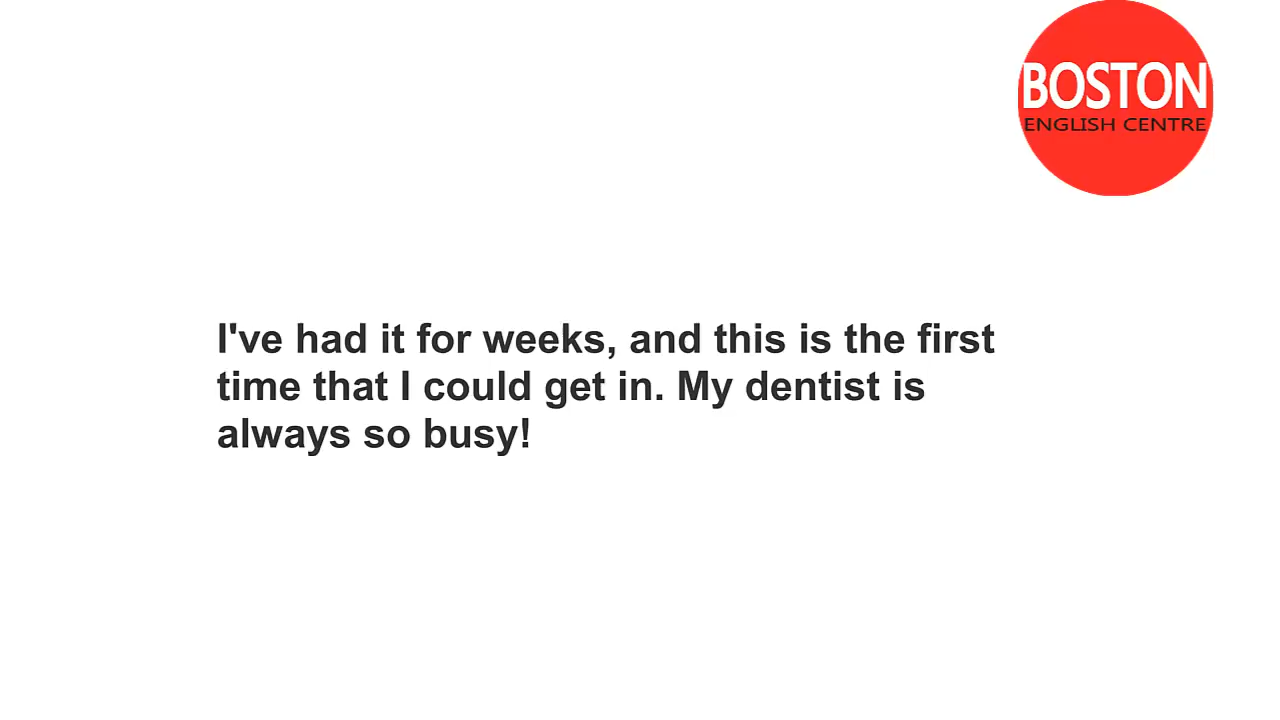 BOSTON
ENGLISH CENTRE
I've had it for weeks, and this is the first
time that I could get in. My dentist is
always so busy!